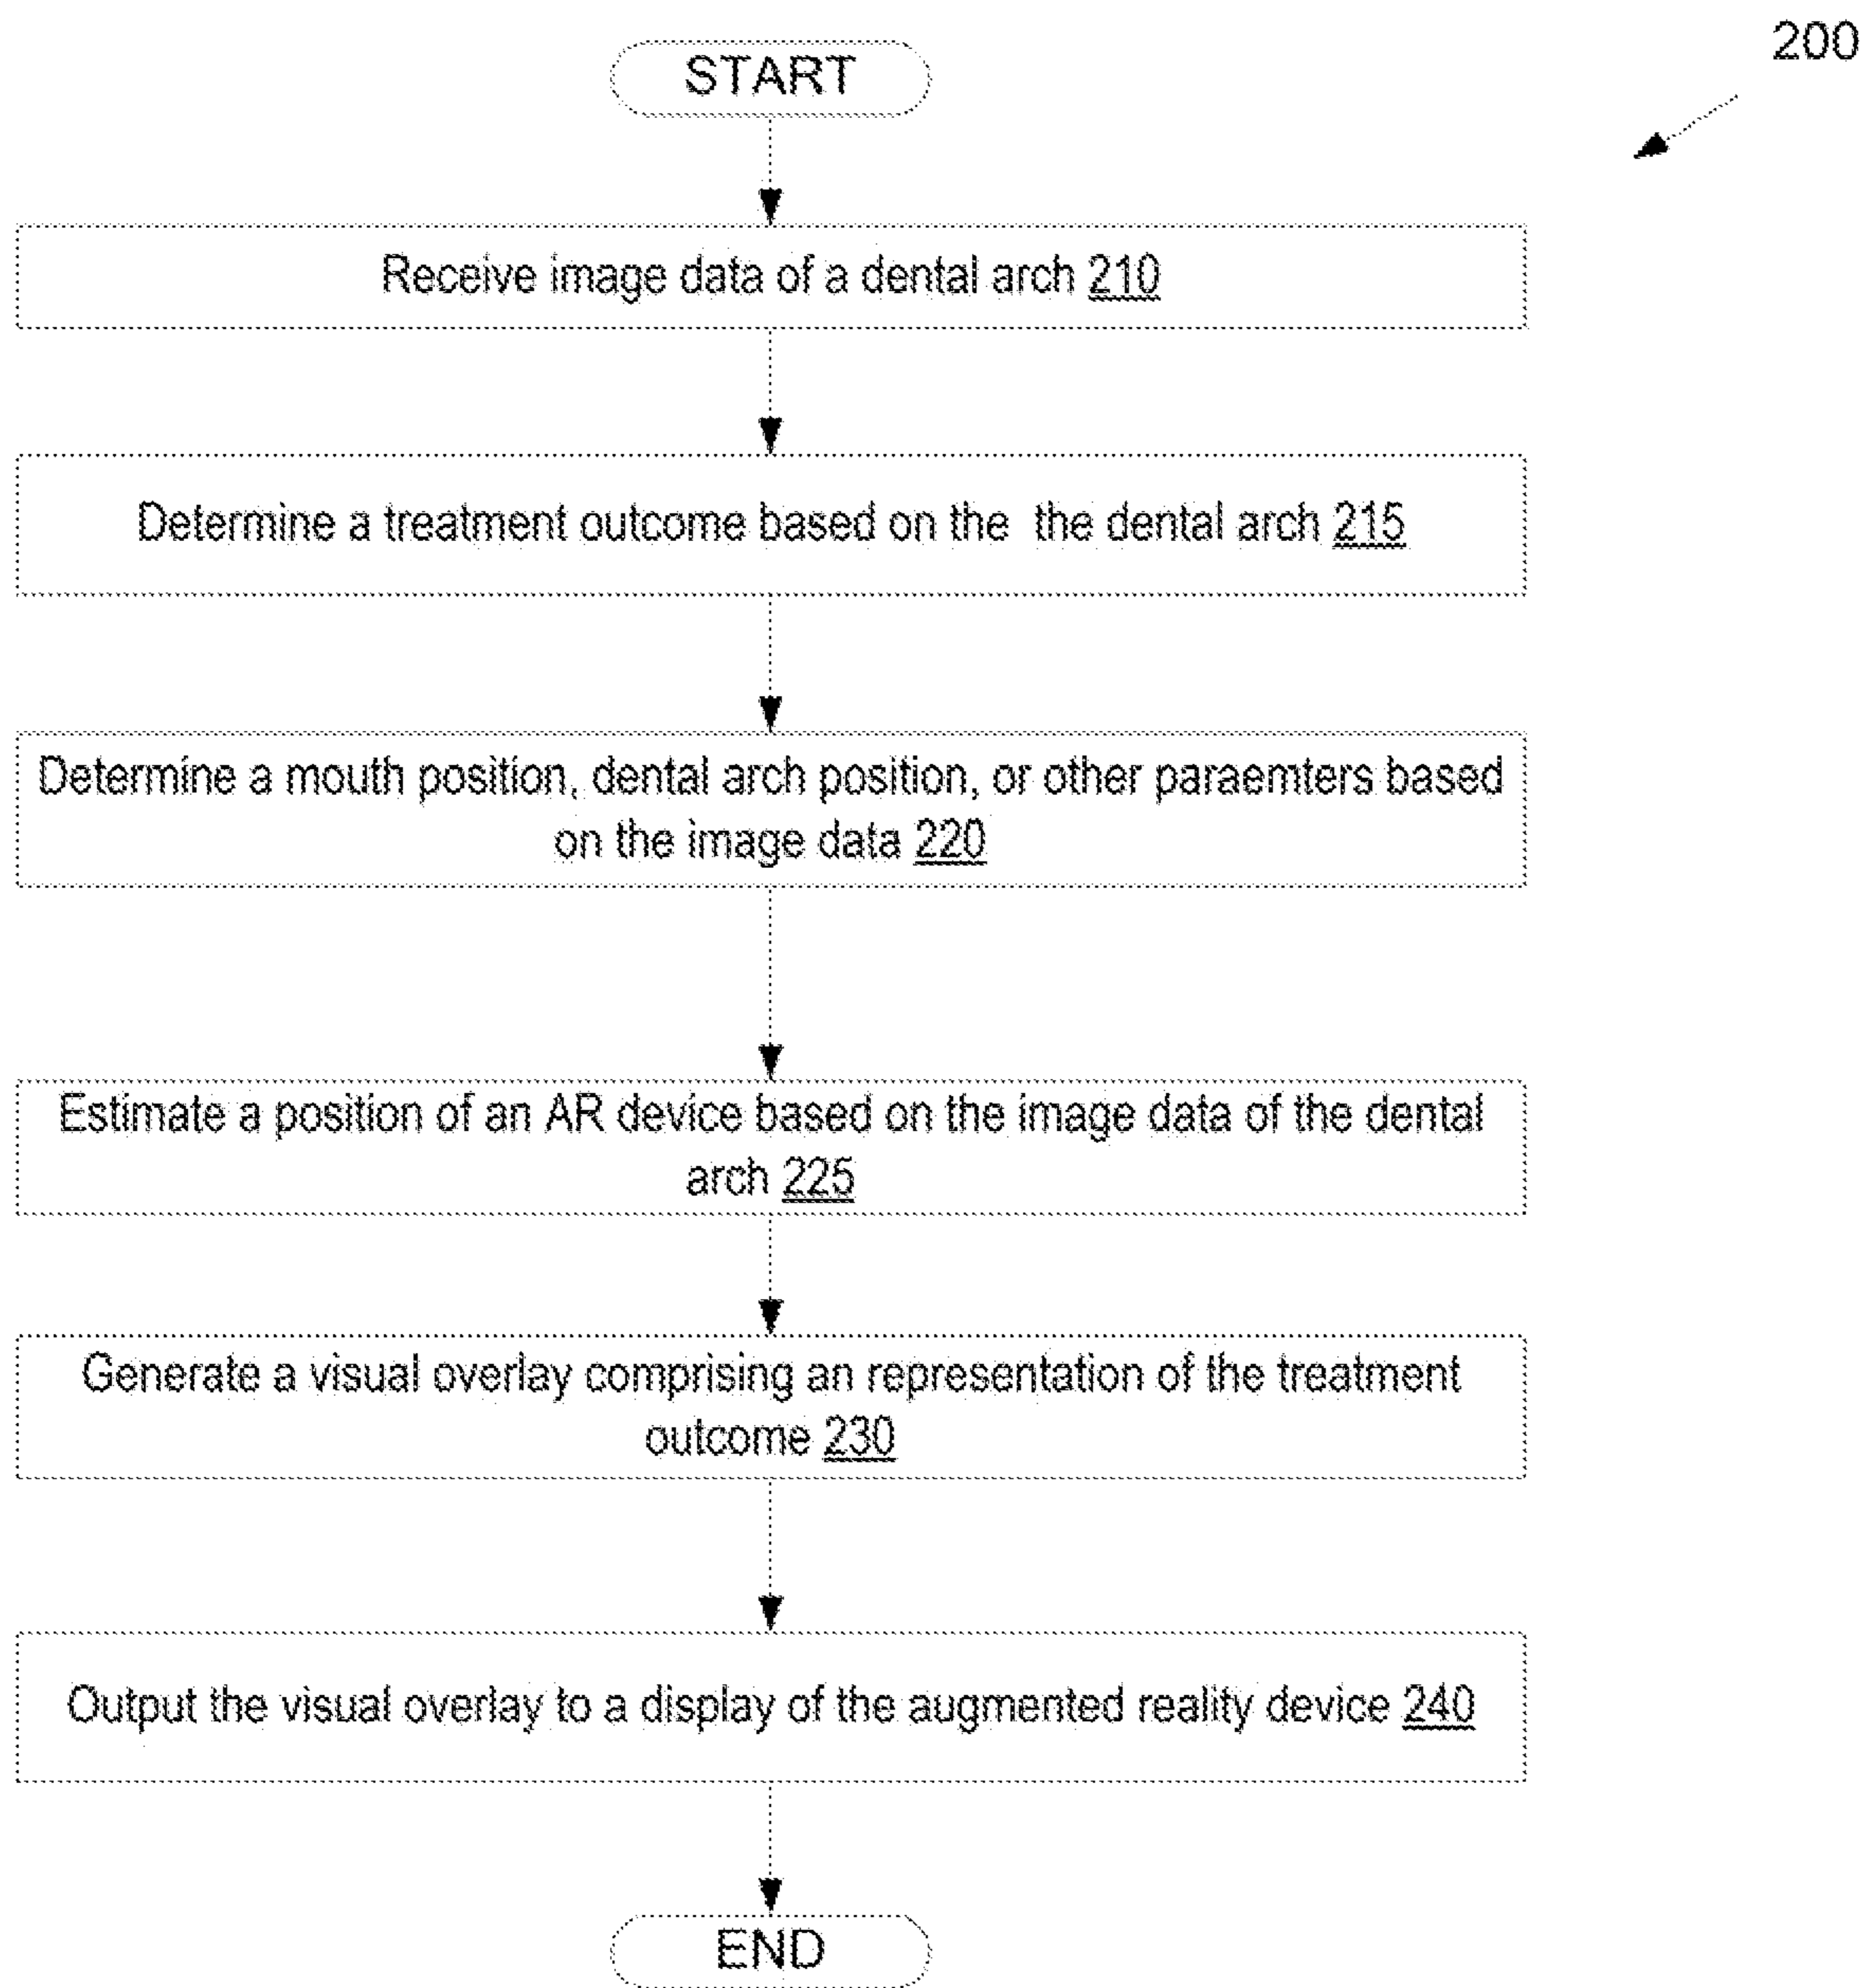 200
START
Receive image data of a dental arch 210
Determine a treatment outcome based on the the dental arch 215
Determine a mouth position, dental arch position, or other paraemters based
on the image data 220
Estimate a position of an AR device based on the image data of the dental
arch 225
Generate a visual overlay comprising an representation of the treatment
outcome 230
Output the visual overlay to a display of the augmented reality device 240
END